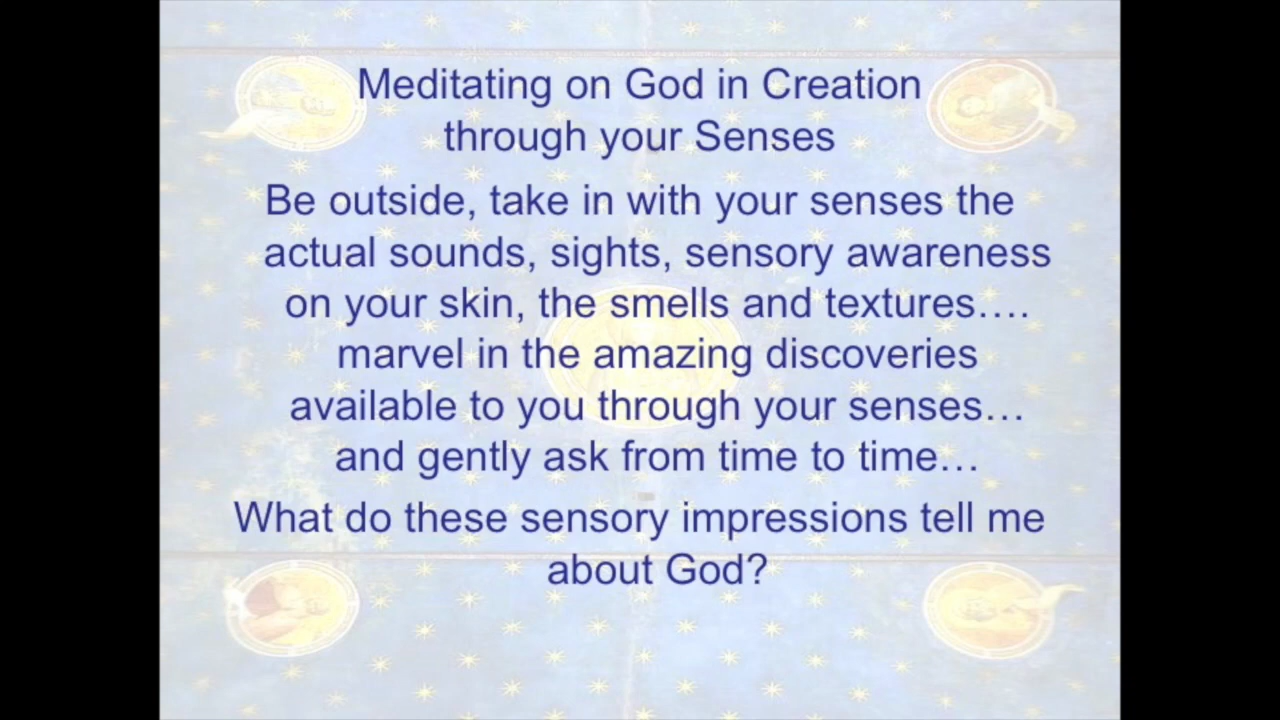 Meditating on God in Creation
through your Senses
Be outside, take in with your senses the
actual sounds, sights, sensory awareness
on your skin, the smells and textures….
marvel in the amazing discoveries
available to you through your senses…
and gently ask from time to time…
What do these sensory impressions tell me
about God?